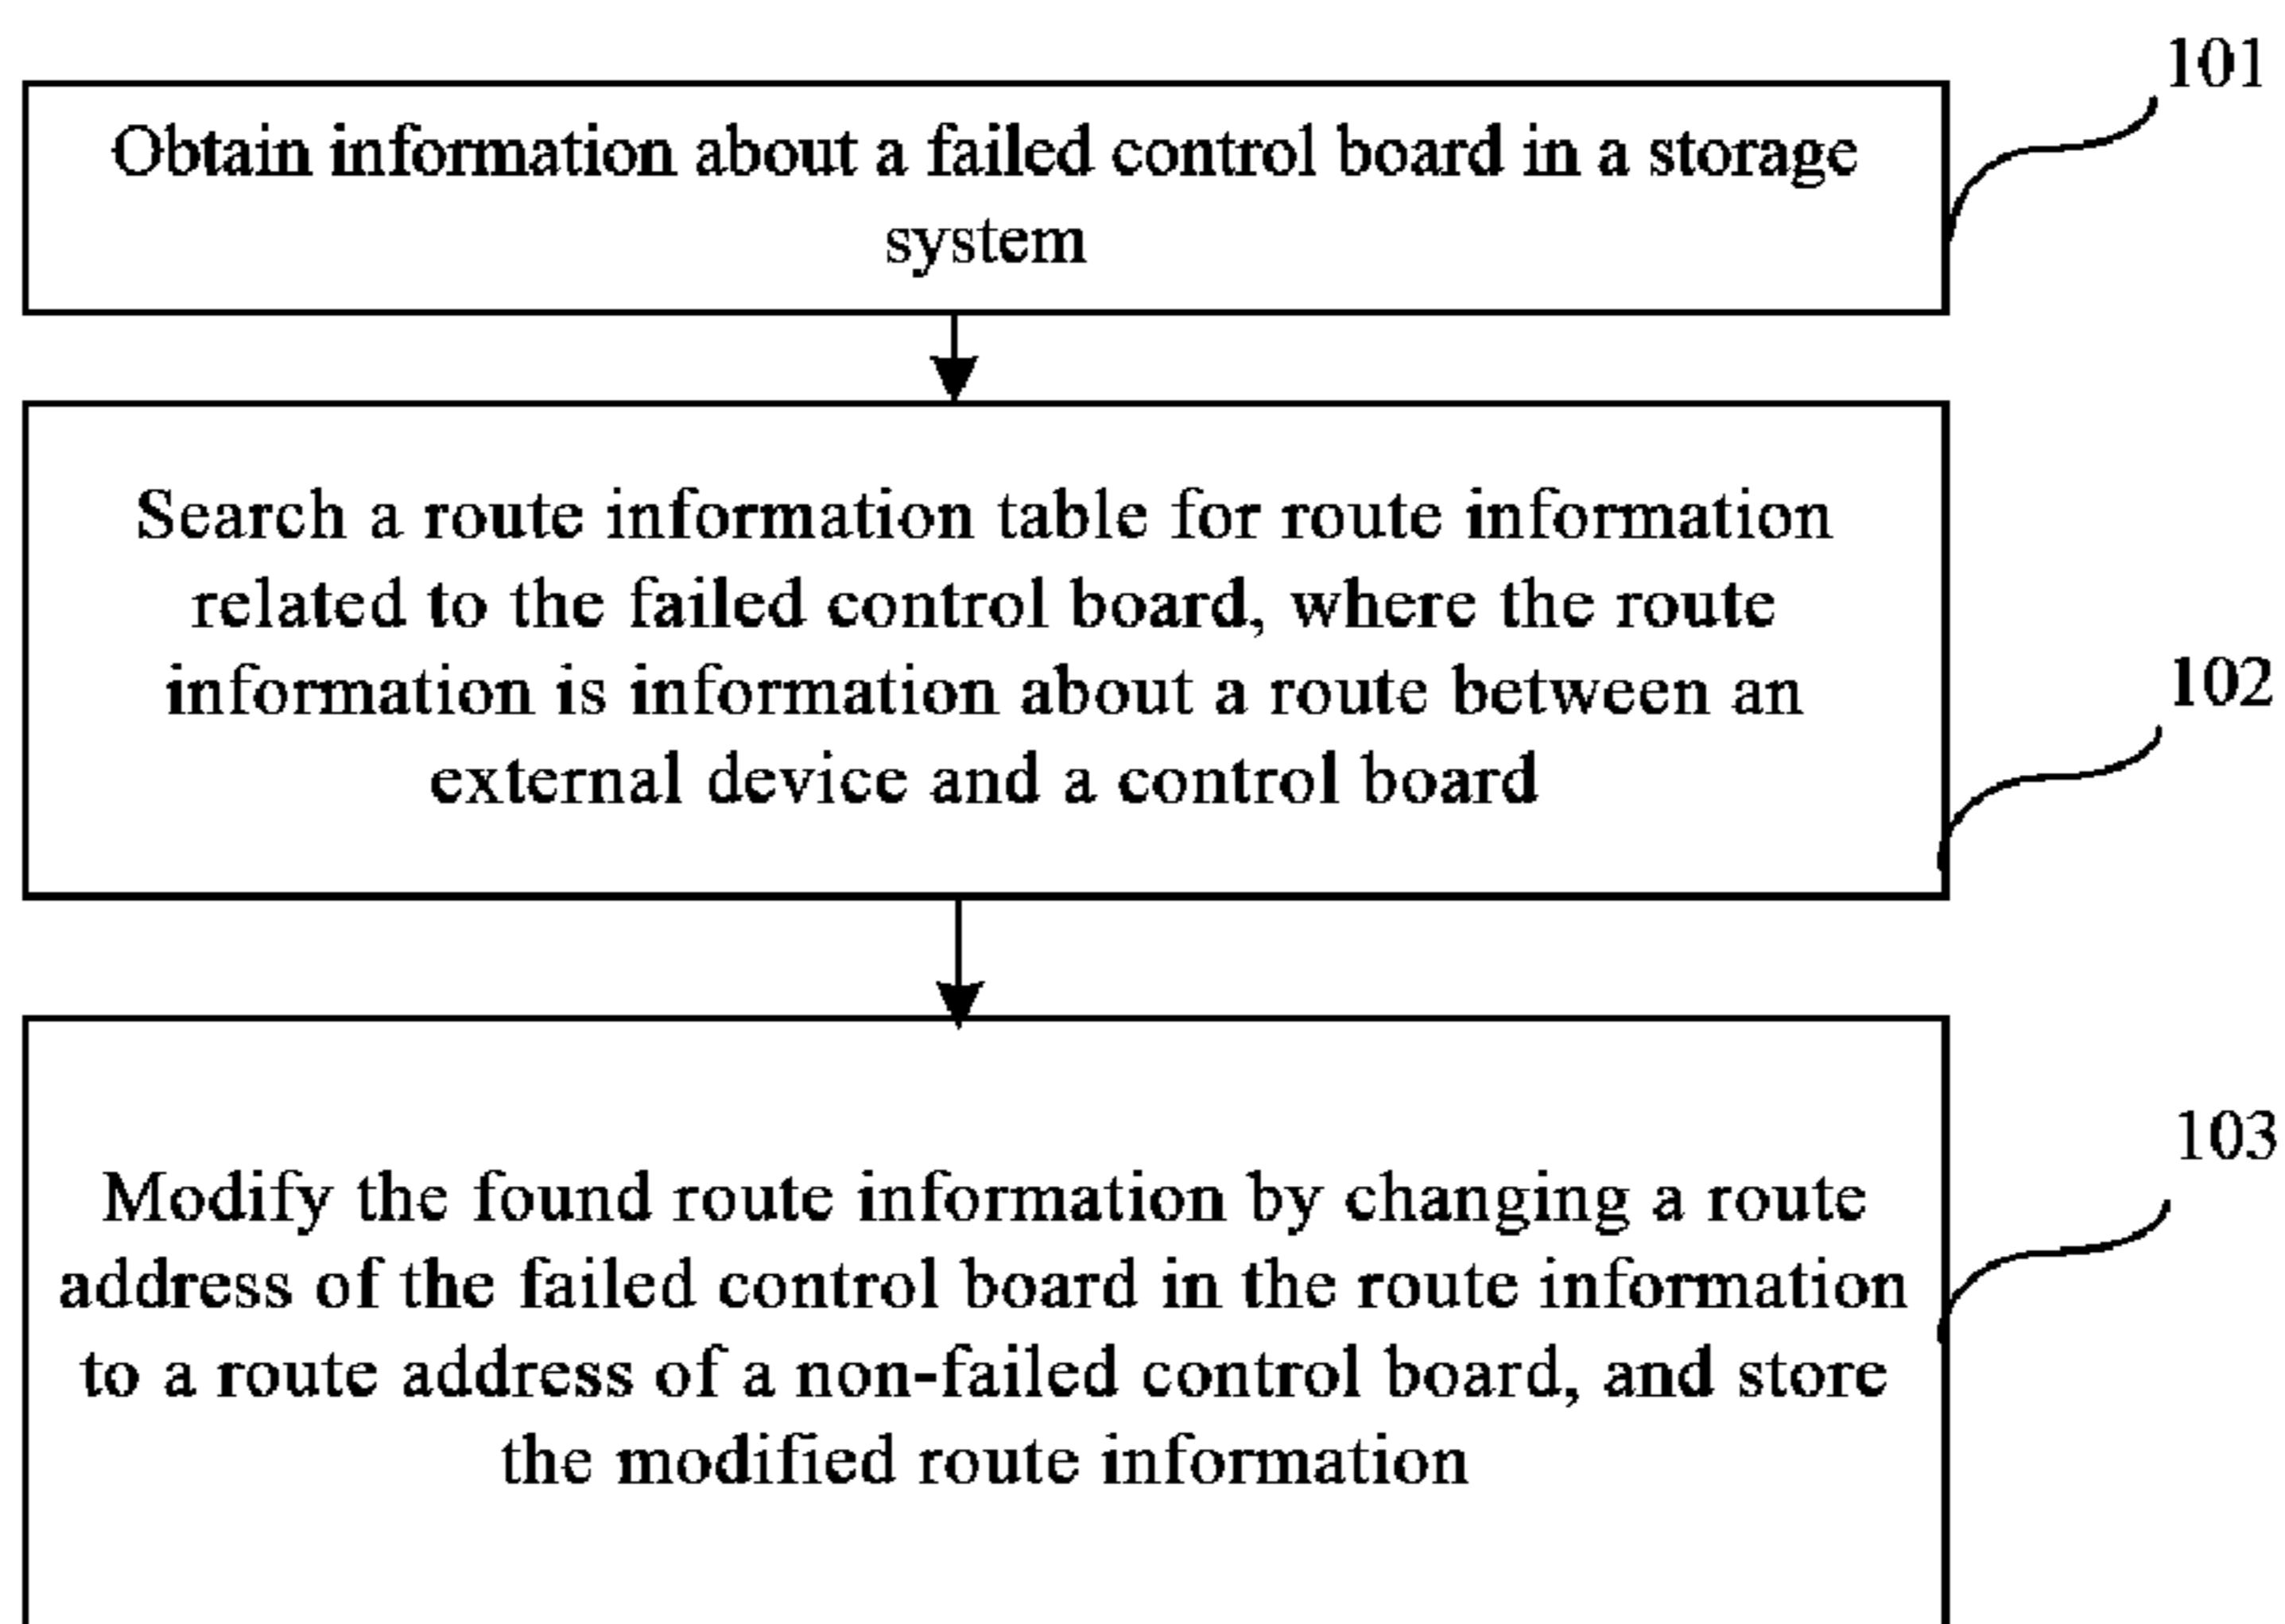 101
Obtain information about a failed control board in a storage
system
Search a route information table for route information
related to the failed control board, where the route
information is information about a route between an
external device and a control board
102
Modify the found route information by changing a route
address of the failed control board in the route information
to a route address of a non-failed control board, and store
the modified route information
103